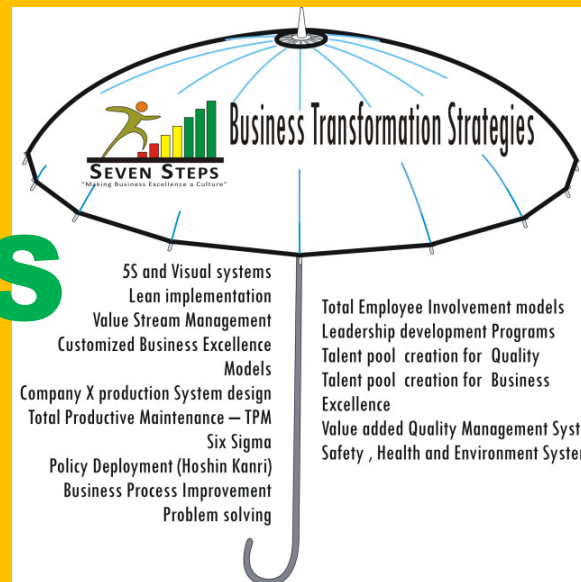 Business Transformation Strategies
SEVEN STEPS
"Making Business Excellence a Culture"
s
5S and Visual systems
Lean implementation
Value Stream Management
Customized Business Excellence
Models
Company X production System design
Total Productive Maintenance – TPM
Six Sigma
Policy Deployment (Hoshin Kanri)
Business Process Improvement
Problem solving
Total Employee Involvement models
Leadership development Programs
Talent pool creation for Quality
Talent pool creation for Business
Excellence
Value added Quality Management Syst
Safety , Health and Environment System